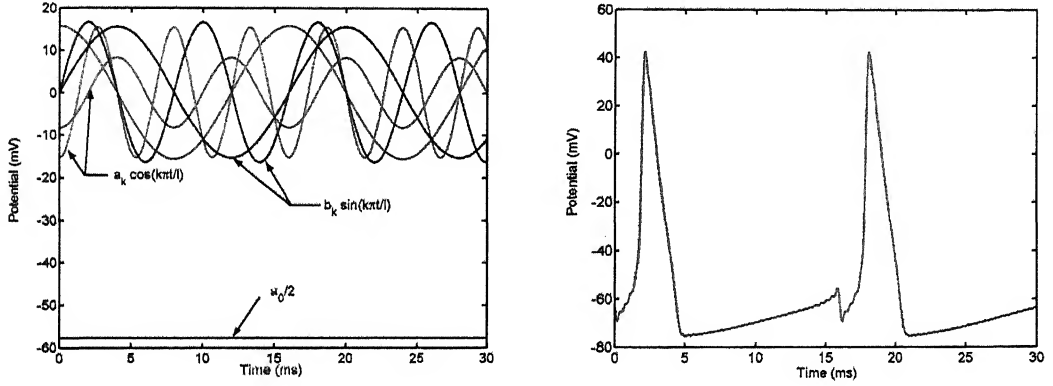 20
10
0
-10
-20
-30
-40
-50
-60
Potential (mV)
a_k cos(kπt/l)
b_k sin(kπt/l)
a_0/2
0 5 10 15 20 25 30
Time (ms)
60
40
20
0
-20
-40
-60
-80
Potential (mV)
0 5 10 15 20 25 30
Time (ms)